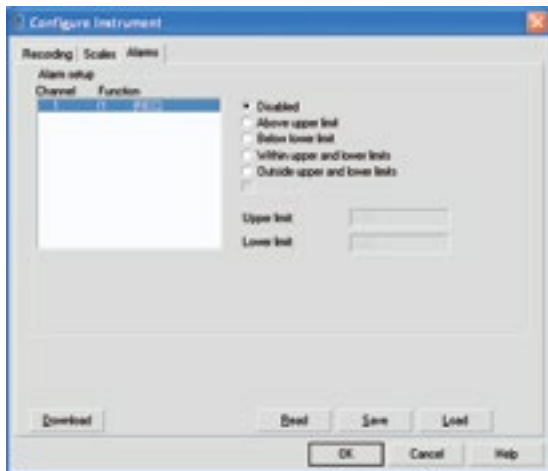 Configure Instrument
Recording Scales Alarms
Alarm setup
Channel Function
1
Disabled
Above upper limit
Below lower limit
Within upper and lower limits
Outside upper and lower limits
Upper limit
Lower limit
Download Read Save Load
OK Cancel Help